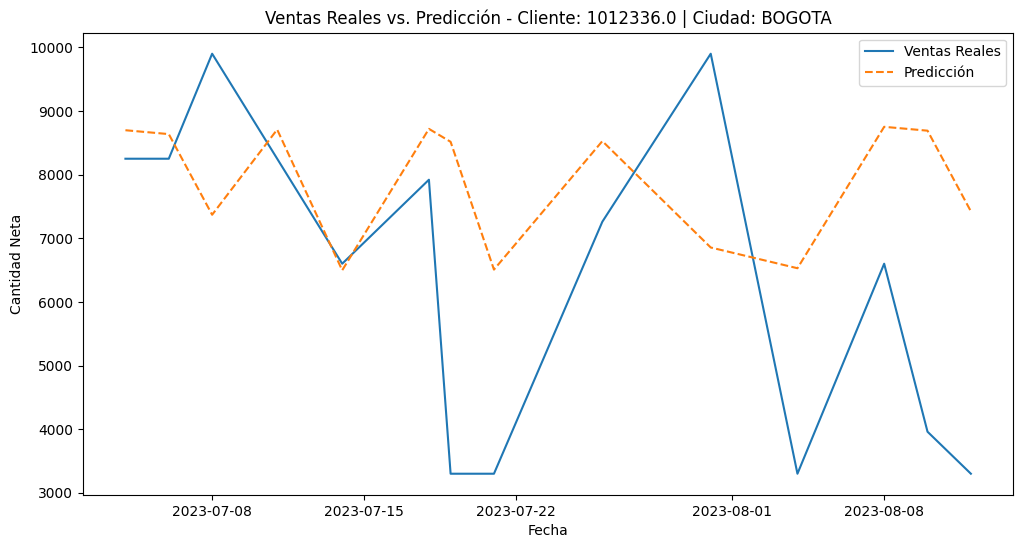 Ventas Reales vs. Predicción - Cliente: 1012336.0 | Ciudad: BOGOTA
Ventas Reales
Predicción
10000
9000
8000
7000
6000
5000
4000
3000
Cantidad Neta
2023-07-08
2023-07-15
2023-07-22
2023-08-01
2023-08-08
Fecha